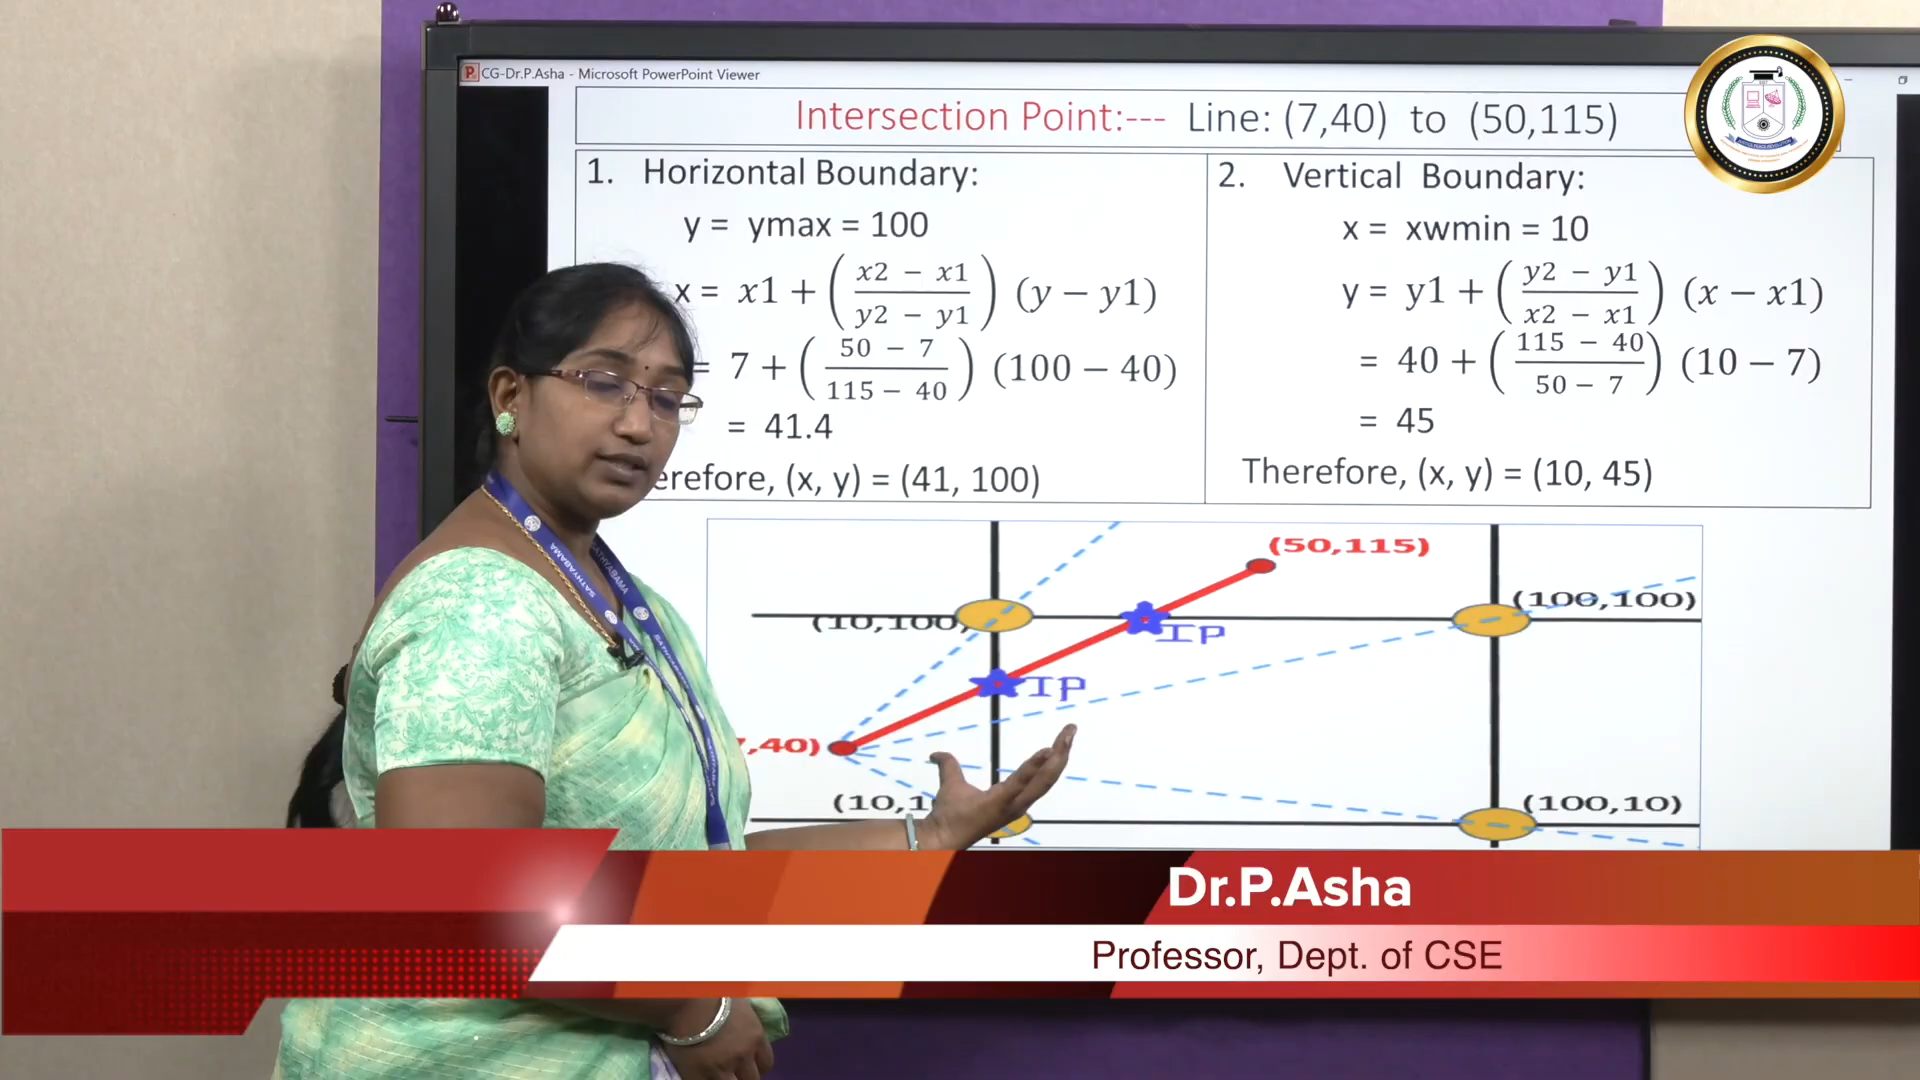 CG-Dr.P.Asha - Microsoft PowerPoint Viewer
Intersection Point:--- Line: (7,40) to (50,115)
1. Horizontal Boundary:
y = ymax = 100
x = x1 + ( (x2 − x1) / (y2 − y1) ) (y − y1)
= 7 + ( (50 − 7) / (115 − 40) ) (100 − 40)
= 41.4
erefore, (x, y) = (41, 100)
2. Vertical Boundary:
x = xwmin = 10
y = y1 + ( (y2 − y1) / (x2 − x1) ) (x − x1)
= 40 + ( (115 − 40) / (50 − 7) ) (10 − 7)
= 45
Therefore, (x, y) = (10, 45)
(50,115)
(100,100)
(10,100)
IP
IP
,40)
(10,1
(100,10)
SATHYABAMA
SATHYABAMA
Dr.P.Asha
Professor, Dept. of CSE